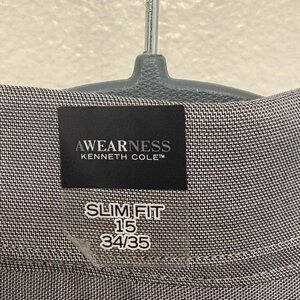 AWEARNESS
KENNETH COLE™
SLIM FIT
15
34/35